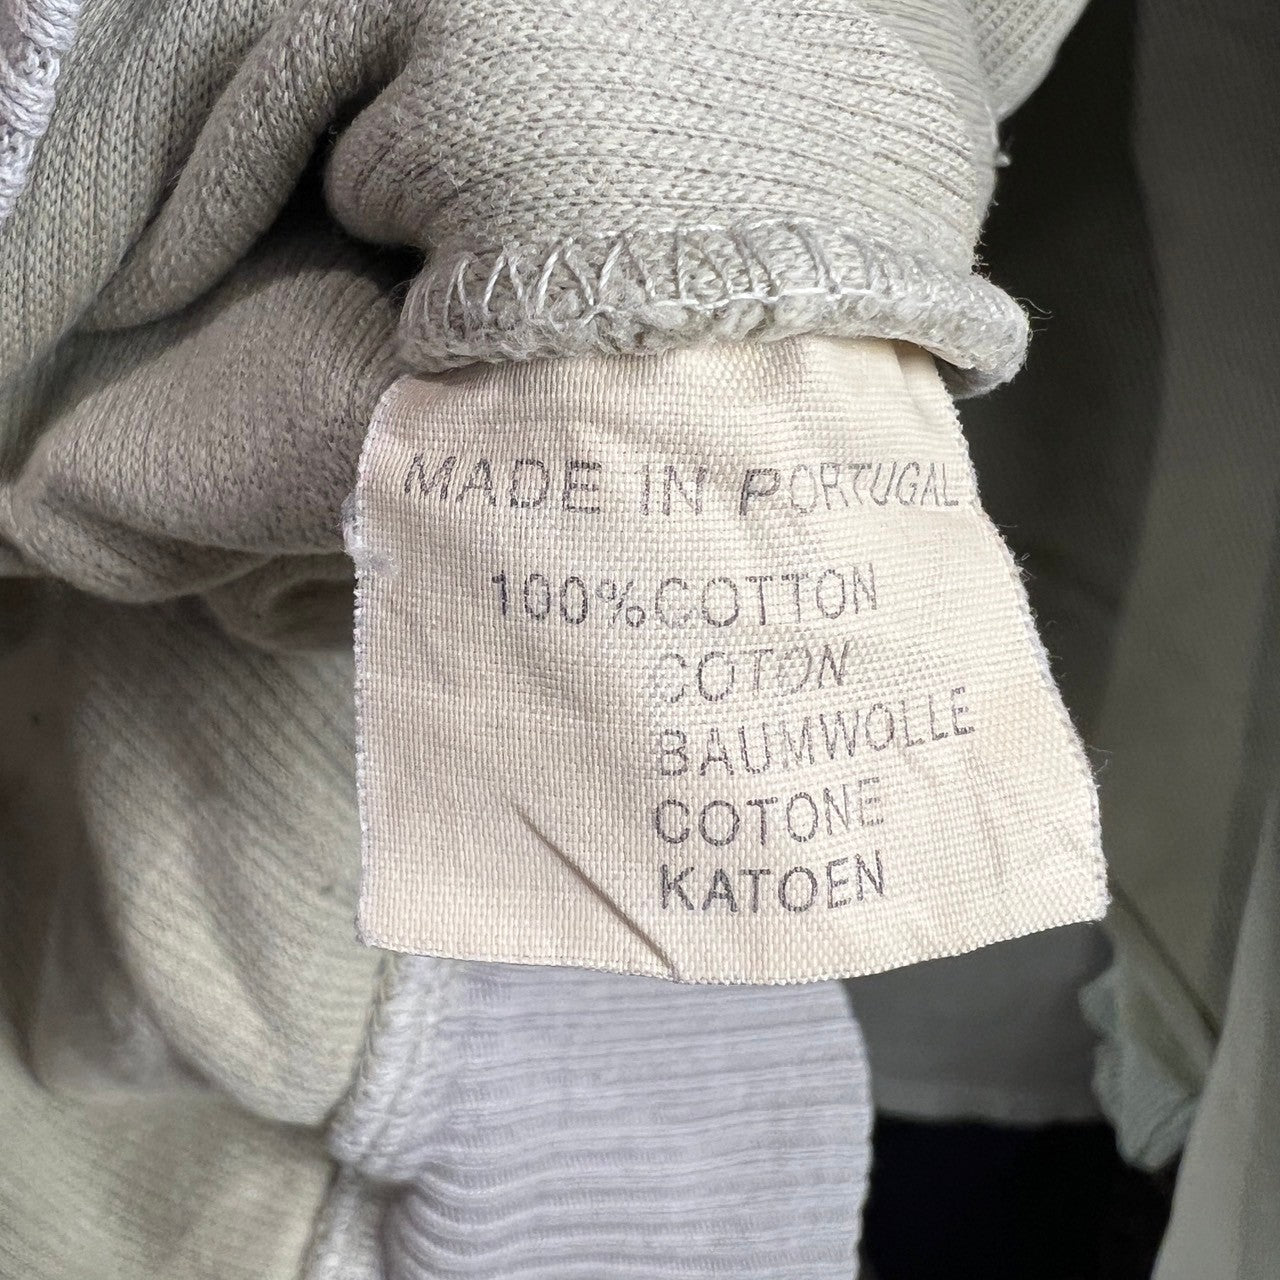 MADE IN PORTUGAL
100%COTTON
COTON
BAUMWOLLE
COTONE
KATOEN